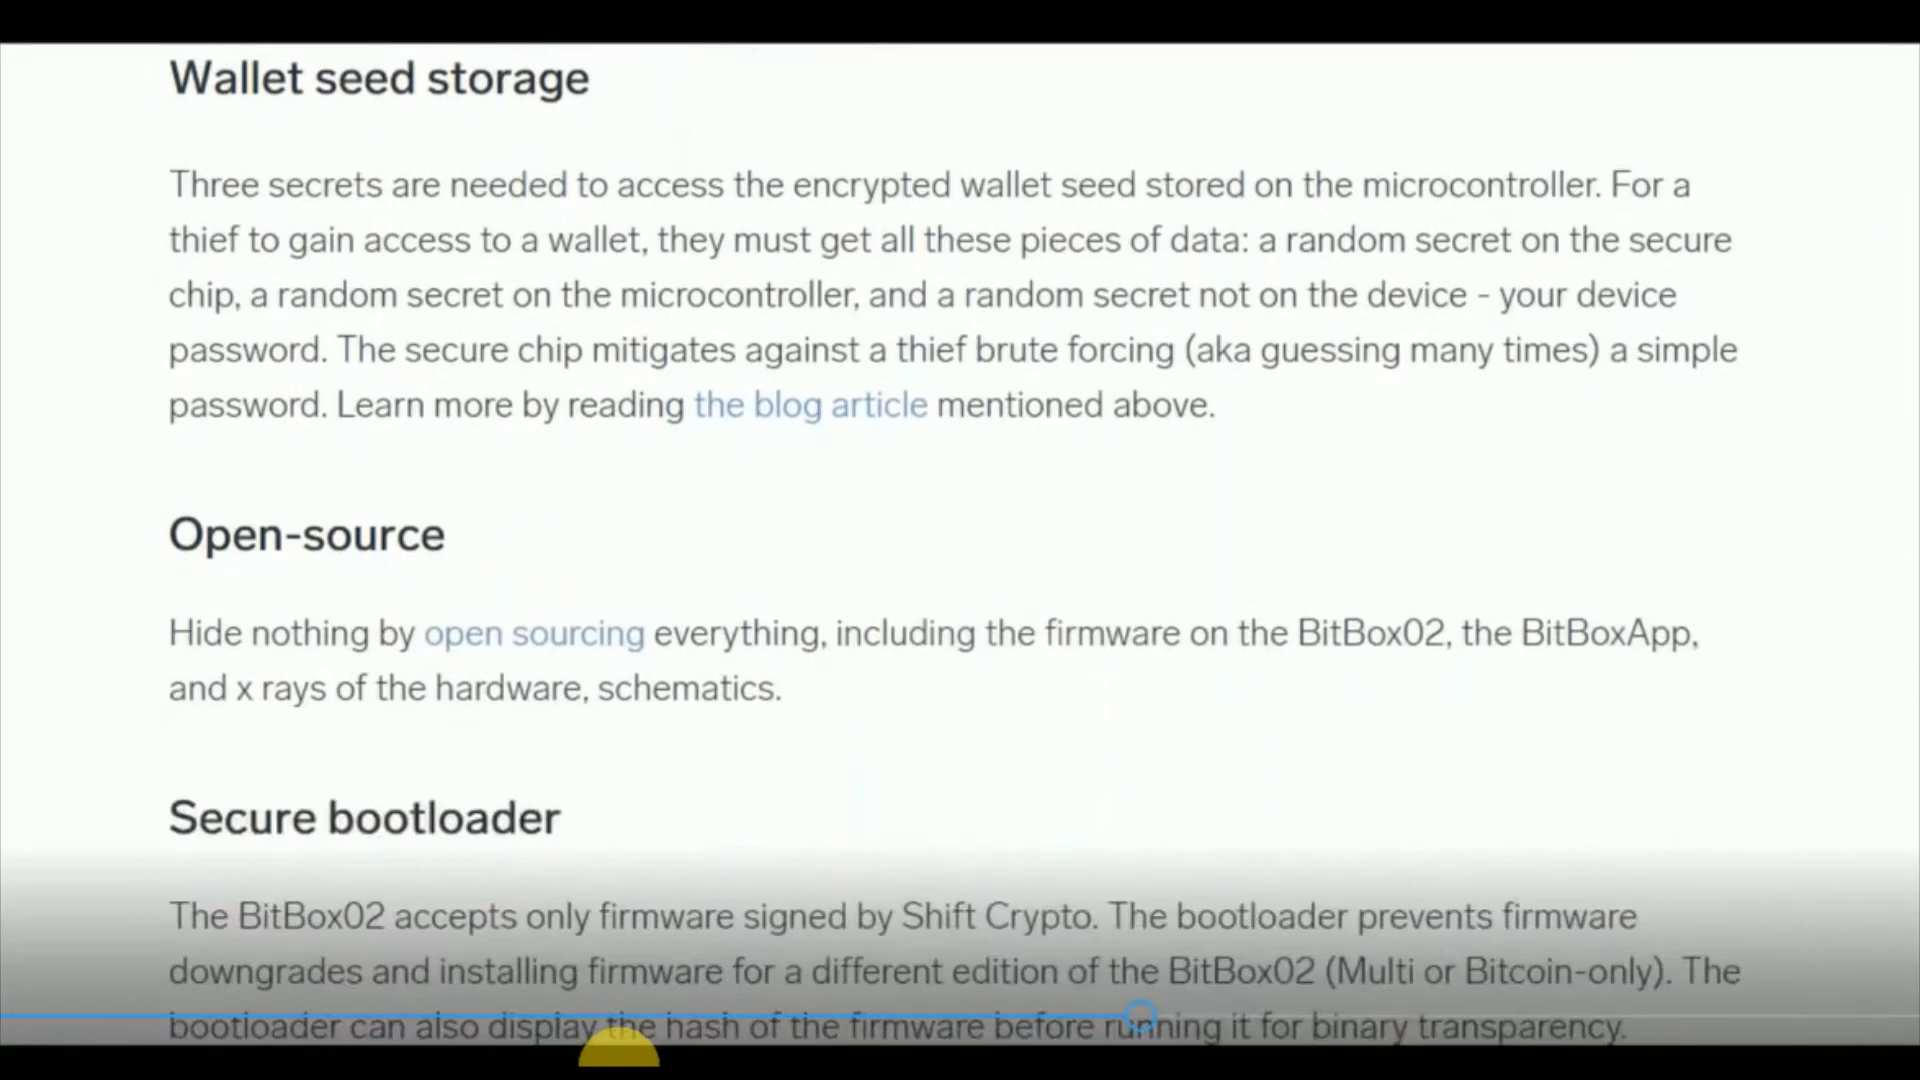 Wallet seed storage
Three secrets are needed to access the encrypted wallet seed stored on the microcontroller. For a
thief to gain access to a wallet, they must get all these pieces of data: a random secret on the secure
chip, a random secret on the microcontroller, and a random secret not on the device - your device
password. The secure chip mitigates against a thief brute forcing (aka guessing many times) a simple
password. Learn more by reading the blog article mentioned above.
Open-source
Hide nothing by open sourcing everything, including the firmware on the BitBox02, the BitBoxApp,
and x rays of the hardware, schematics.
Secure bootloader
The BitBox02 accepts only firmware signed by Shift Crypto. The bootloader prevents firmware
downgrades and installing firmware for a different edition of the BitBox02 (Multi or Bitcoin-only). The
bootloader can also display the hash of the firmware before running it for binary transparency.